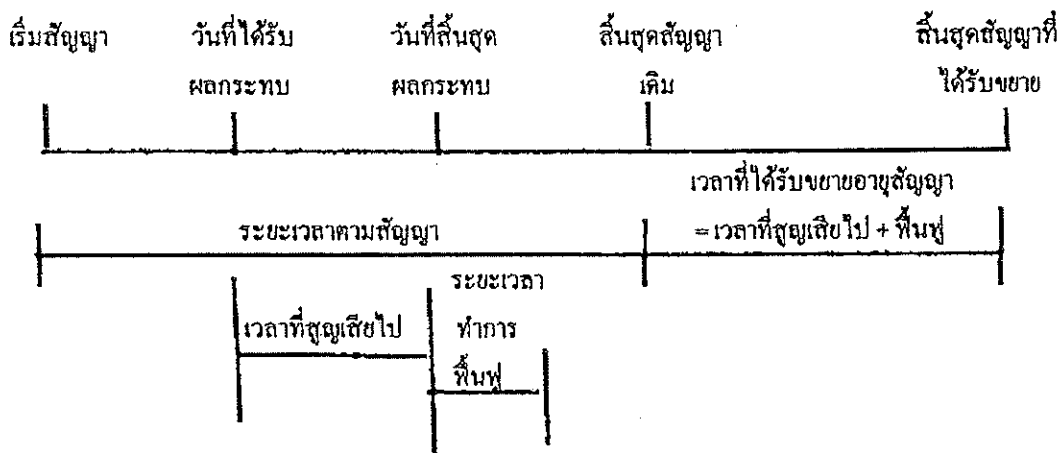 เริ่มสัญญา วันที่ได้รับ วันที่สิ้นสุด สิ้นสุดสัญญา สิ้นสุดสัญญาที่
ผลกระทบ ผลกระทบ เดิม ได้รับขยาย
เวลาที่ได้รับขยายอายุสัญญา
ระยะเวลาตามสัญญา = เวลาที่สูญเสียไป + ฟื้นฟู
ระยะเวลา
เวลาที่สูญเสียไป ทำการ
ฟื้นฟู